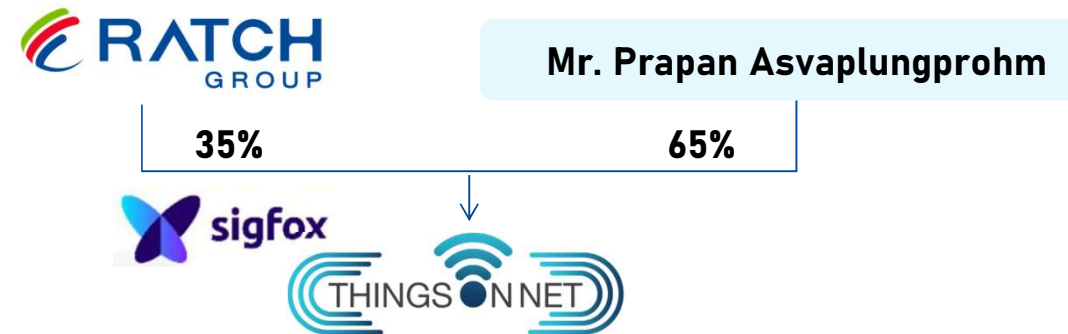 RATCH
GROUP
Mr. Prapan Asvaplungprohm
35%
65%
sigfox
THINGS ON NET